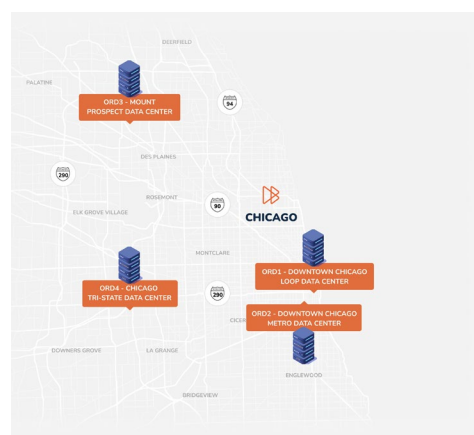 DEERFIELD
PALATINE
ORD3 - MOUNT
PROSPECT DATA CENTER
94
DES PLAINES
290
ROSEMONT
90
ELK GROVE VILLAGE
CHICAGO
MONTCLARE
ORD1 - DOWNTOWN CHICAGO
LOOP DATA CENTER
ORD4 - CHICAGO
TRI-STATE DATA CENTER
290
ORD2 - DOWNTOWN CHICAGO
METRO DATA CENTER
CICER
DOWNERS GROVE
LA GRANGE
ENGLEWOOD
BRIDGEVIEW